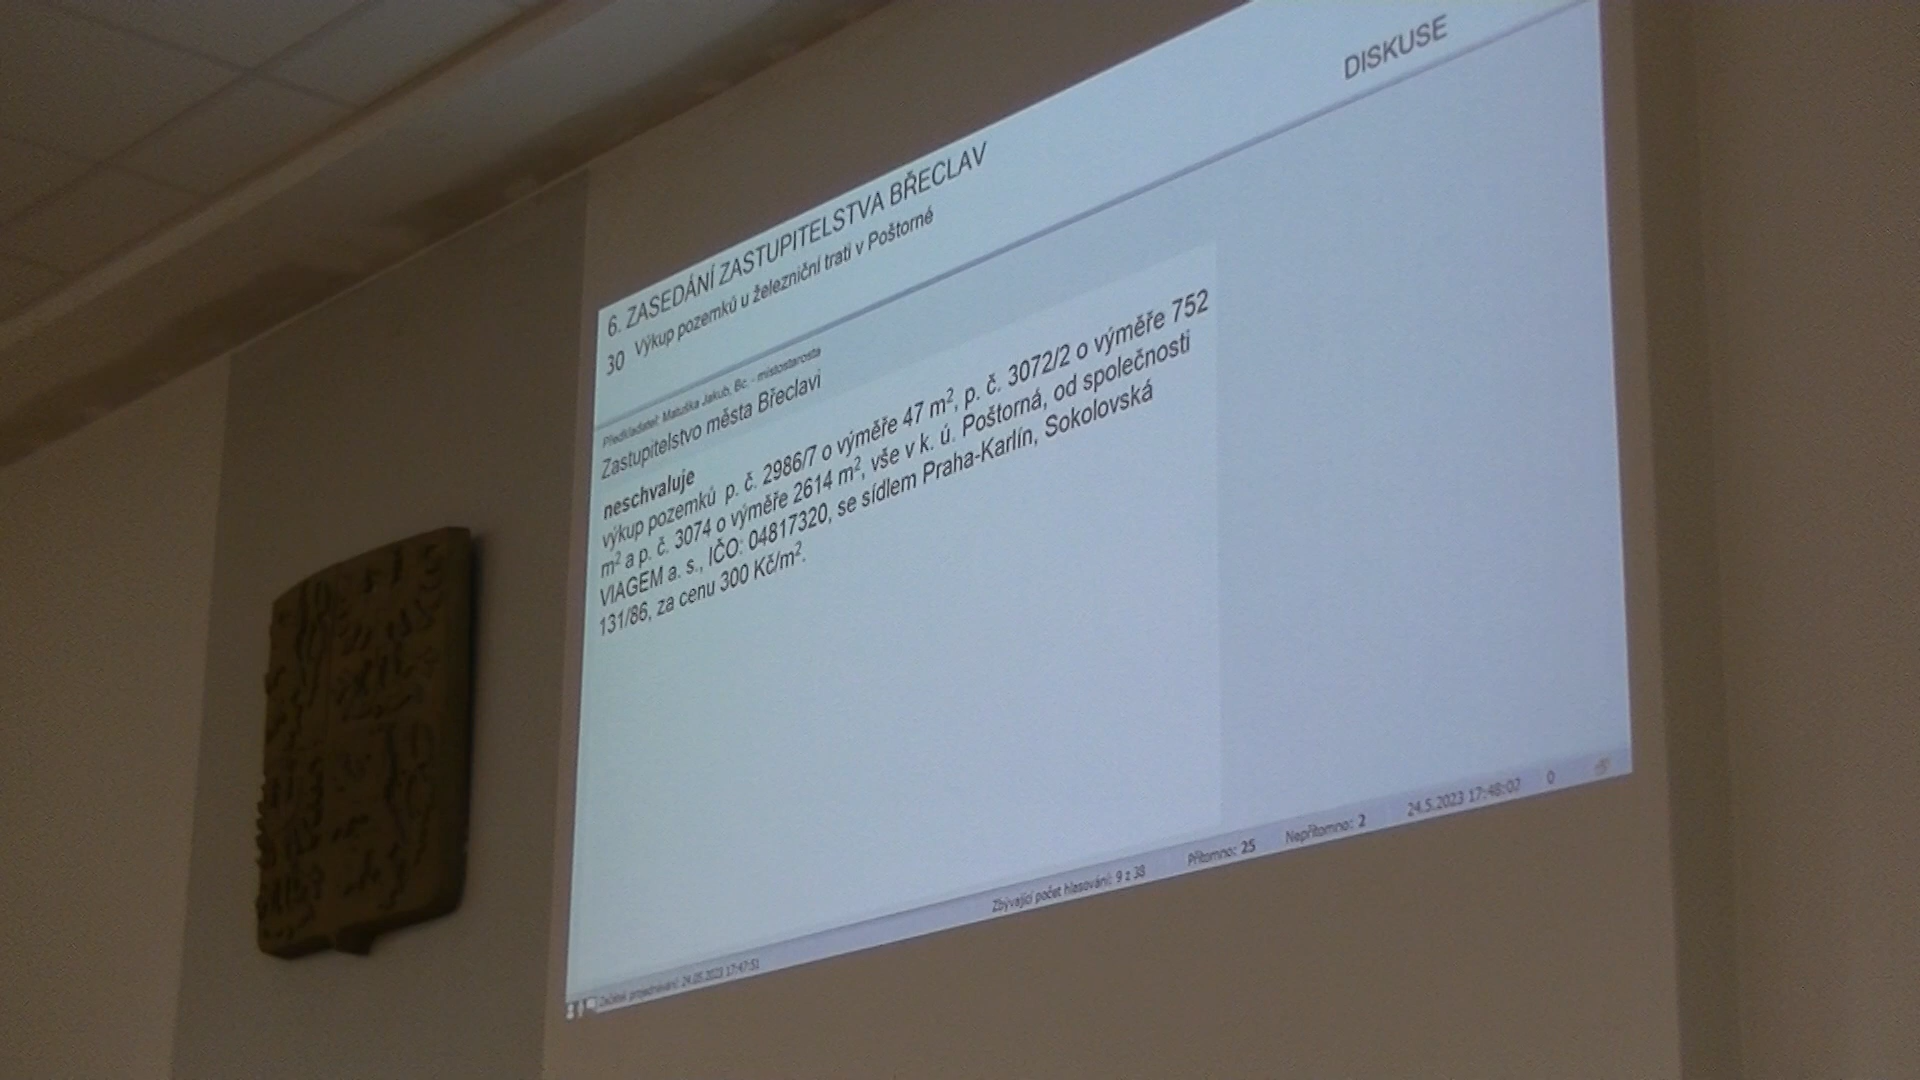 DISKUSE
6. ZASEDÁNÍ ZASTUPITELSTVA BŘECLAV
30 Výkup pozemků u železniční trati v Poštorné
Předkladatel: Matuška Jakub, Bc. - místostarosta
Zastupitelstvo města Břeclavi
neschvaluje
výkup pozemků p. č. 2986/7 o výměře 47 m², p. č. 3072/2 o výměře 752
m² a p. č. 3074 o výměře 2614 m², vše v k. ú. Poštorná, od společnosti
VIAGEM a. s., IČO: 04817320, se sídlem Praha-Karlín, Sokolovská
131/86, za cenu 300 Kč/m².
Začátek projednávání: 24.05.2023 17:47:51
Zbývající počet hlasování: 9 z 38
Přítomno: 25
Nepřítomno: 2
24.5.2023 17:48:02
0